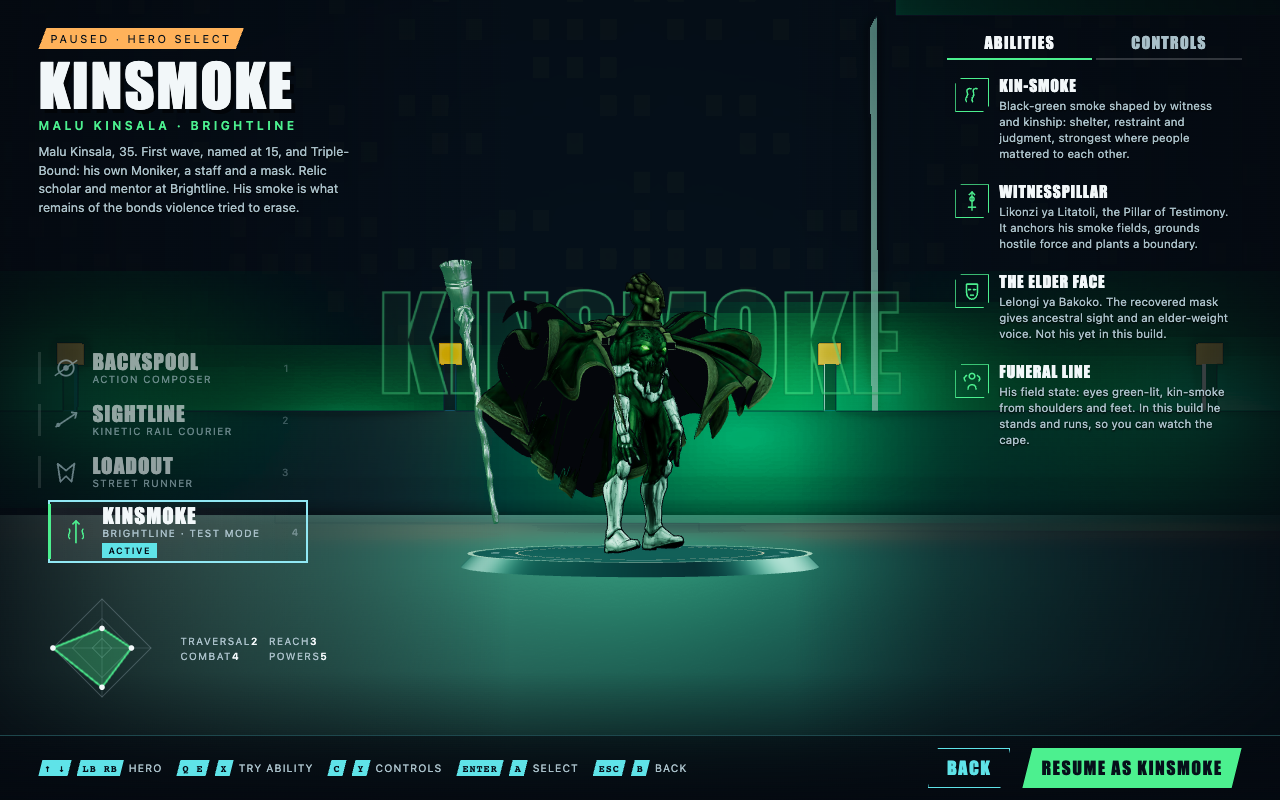 PAUSED · HERO SELECT
KINSMOKE
MALU KINSALA · BRIGHTLINE
Malu Kinsala, 35. First wave, named at 15, and Triple-
Bound: his own Moniker, a staff and a mask. Relic
scholar and mentor at Brightline. His smoke is what
remains of the bonds violence tried to erase.
KINSMOKE
BACKSPOOL
ACTION COMPOSER
1
SIGHTLINE
KINETIC RAIL COURIER
2
LOADOUT
STREET RUNNER
3
KINSMOKE
BRIGHTLINE · TEST MODE
4
ACTIVE
TRAVERSAL2 REACH3
COMBAT4 POWERS5
ABILITIES CONTROLS
KIN-SMOKE
Black-green smoke shaped by witness
and kinship: shelter, restraint and
judgment, strongest where people
mattered to each other.
WITNESSPILLAR
Likonzi ya Litatoli, the Pillar of Testimony.
It anchors his smoke fields, grounds
hostile force and plants a boundary.
THE ELDER FACE
Lelongi ya Bakoko. The recovered mask
gives ancestral sight and an elder-weight
voice. Not his yet in this build.
FUNERAL LINE
His field state: eyes green-lit, kin-smoke
from shoulders and feet. In this build he
stands and runs, so you can watch the
cape.
↑ ↓ LB RB HERO Q E X TRY ABILITY C Y CONTROLS ENTER A SELECT ESC B BACK
BACK
RESUME AS KINSMOKE